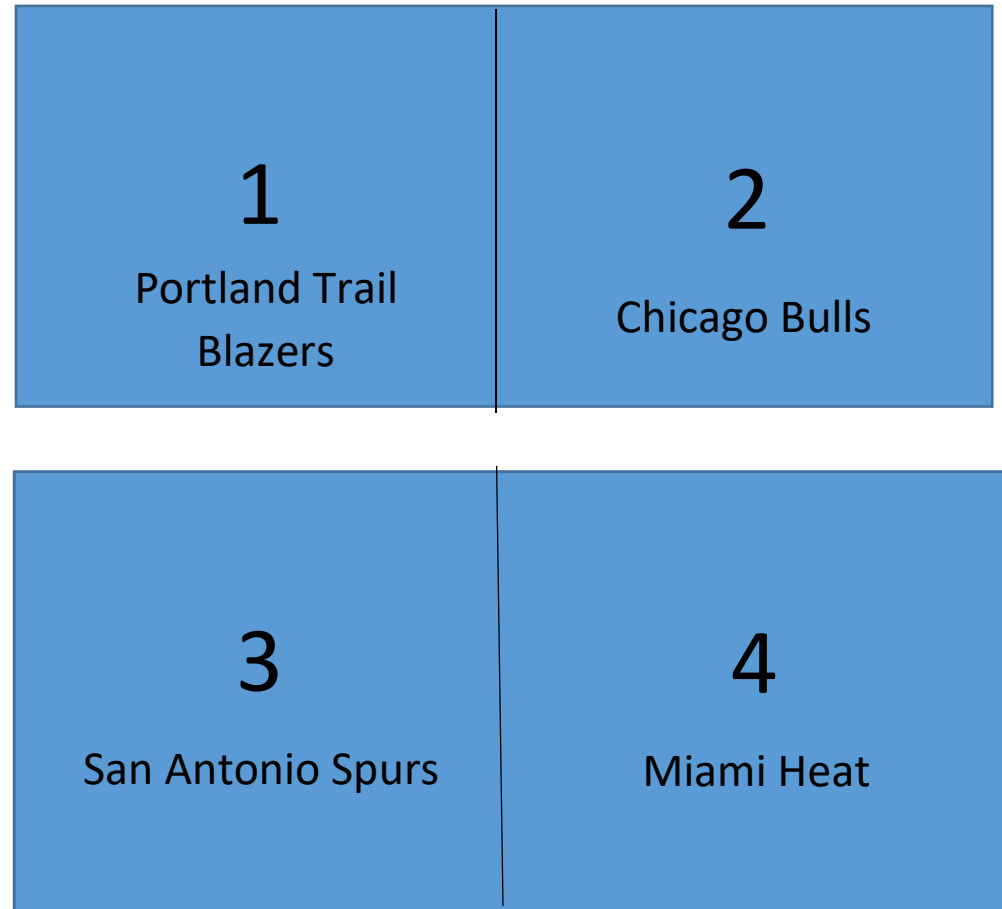 1
Portland Trail
Blazers
2
Chicago Bulls
3
San Antonio Spurs
4
Miami Heat